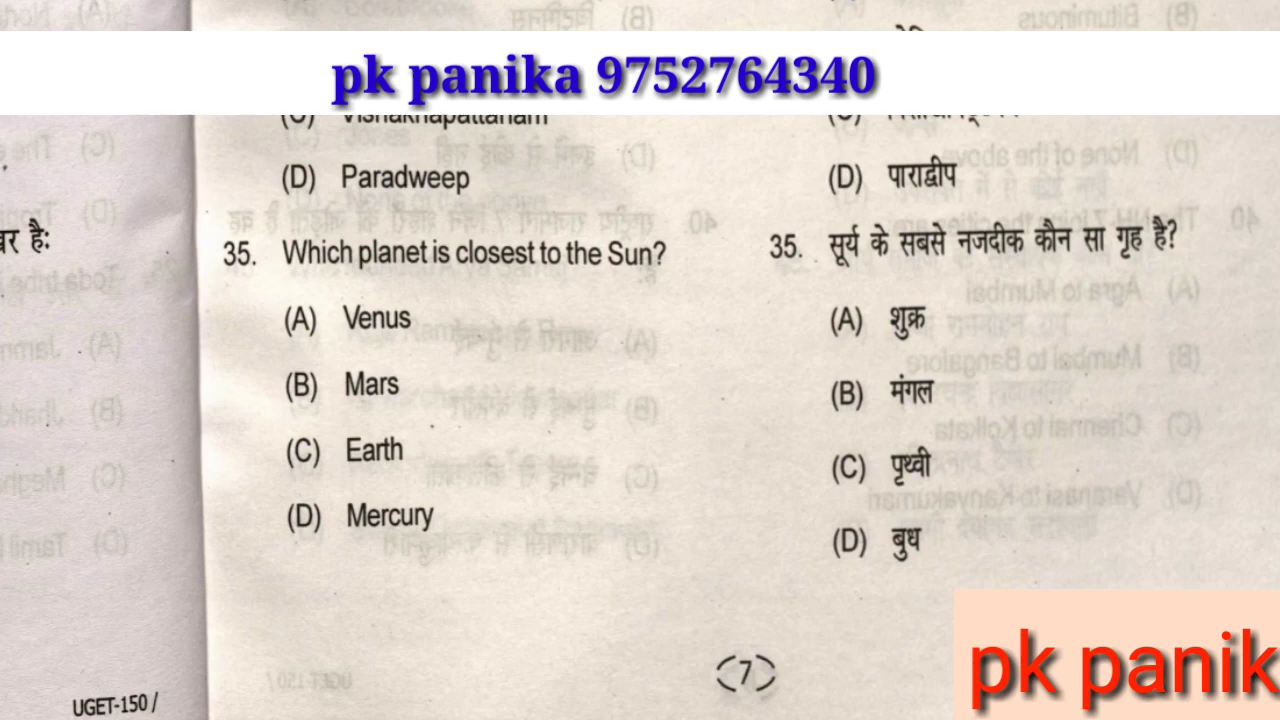 pk panika 9752764340
(D) Paradweep
35. Which planet is closest to the Sun?
(A) Venus
(B) Mars
(C) Earth
(D) Mercury
(D) पाराद्वीप
35. सूर्य के सबसे नजदीक कौन सा गृह है?
(A) शुक्र
(B) मंगल
(C) पृथ्वी
(D) बुध
है:
UGET-150 /
(7)
pk panik